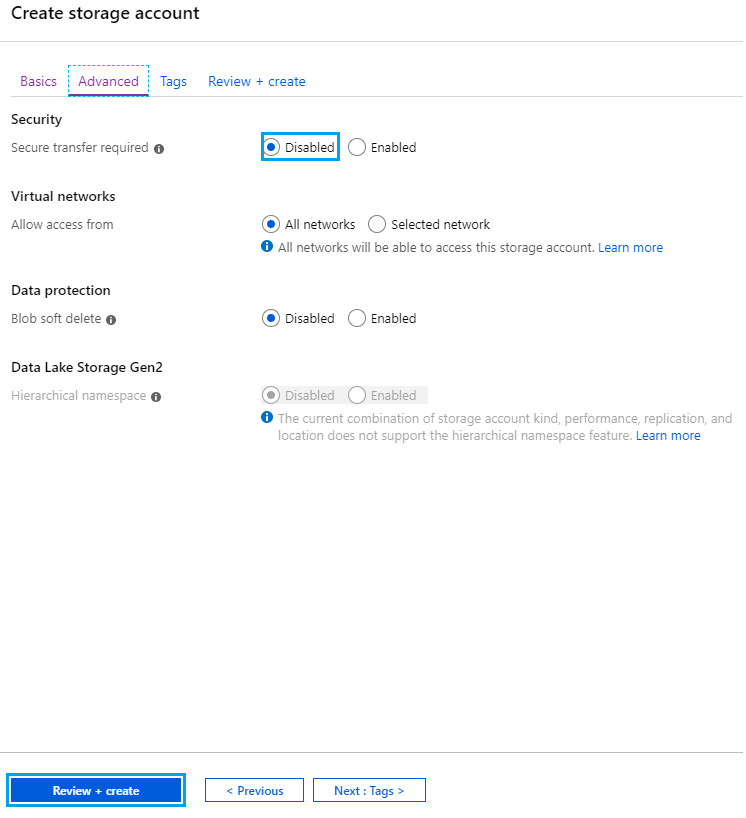 Create storage account
Basics Advanced Tags Review + create
Security
Secure transfer required Disabled Enabled
Virtual networks
Allow access from All networks Selected network
All networks will be able to access this storage account. Learn more
Data protection
Blob soft delete Disabled Enabled
Data Lake Storage Gen2
Hierarchical namespace Disabled Enabled
The current combination of storage account kind, performance, replication, and
location does not support the hierarchical namespace feature. Learn more
Review + create < Previous Next : Tags >